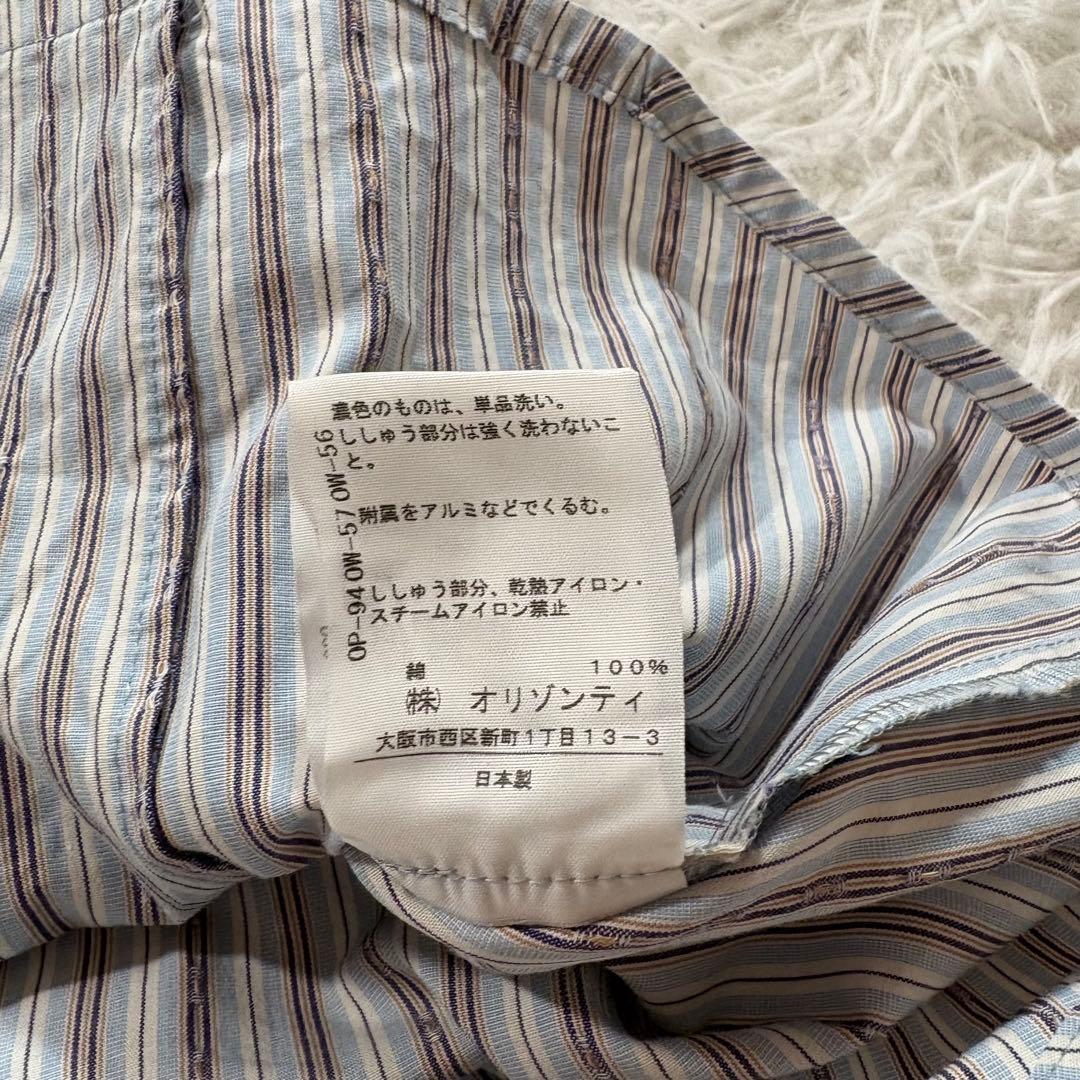 濃色のものは、単品洗い。
ししゅう部分は強く洗わないこ
と。
附属をアルミなどでくるむ。
ししゅう部分、乾熱アイロン・
スチームアイロン禁止
綿 100%
㈱ オリゾンティ
大阪市西区新町1丁目13-3
日本製
OP-940W-570W-56